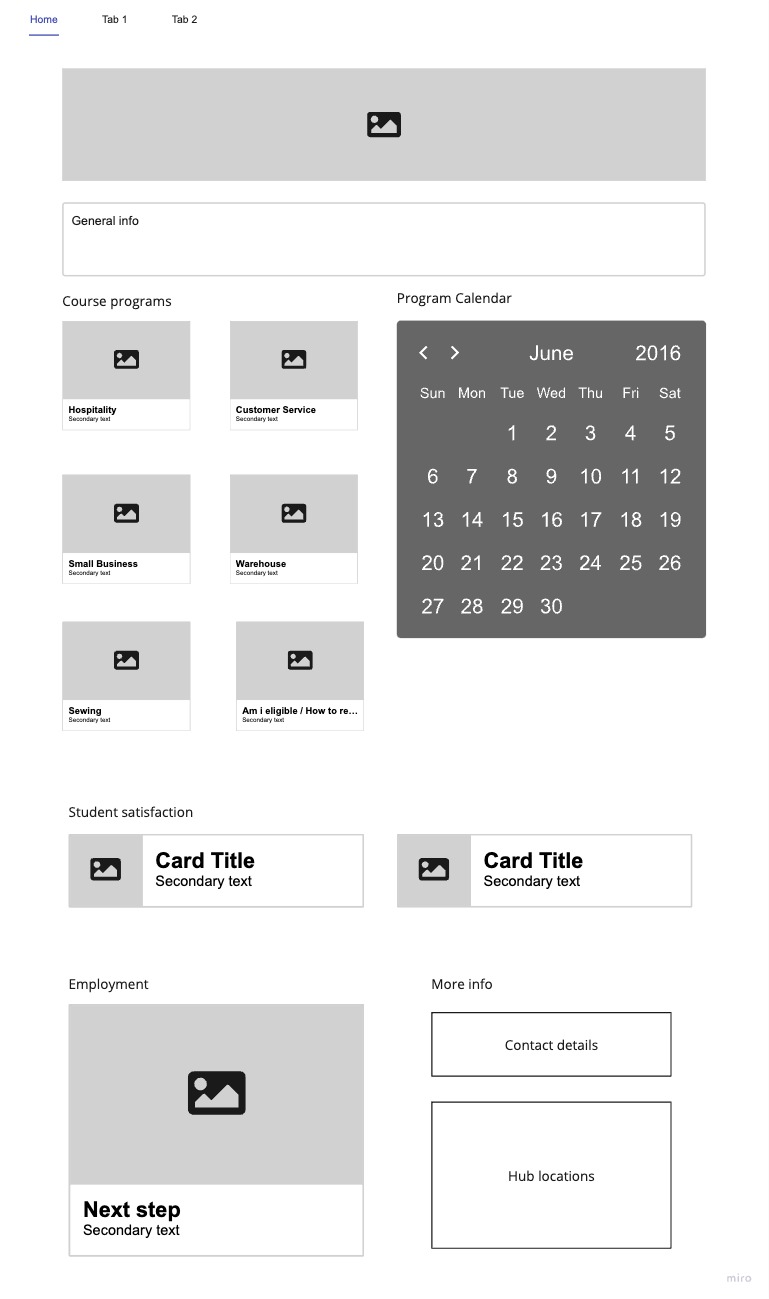 Home Tab 1 Tab 2
General info
Course programs
Hospitality
Secondary text
Customer Service
Secondary text
Small Business
Secondary text
Warehouse
Secondary text
Sewing
Secondary text
Am i eligible / How to re...
Secondary text
Program Calendar
June 2016
Sun Mon Tue Wed Thu Fri Sat
1 2 3 4 5
6 7 8 9 10 11 12
13 14 15 16 17 18 19
20 21 22 23 24 25 26
27 28 29 30
Student satisfaction
Card Title
Secondary text
Card Title
Secondary text
Employment
Next step
Secondary text
More info
Contact details
Hub locations
miro